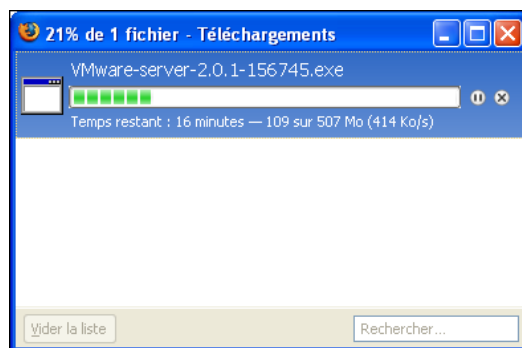 21% de 1 fichier - Téléchargements
VMware-server-2.0.1-156745.exe
Temps restant : 16 minutes — 109 sur 507 Mo (414 Ko/s)
Vider la liste
Rechercher...